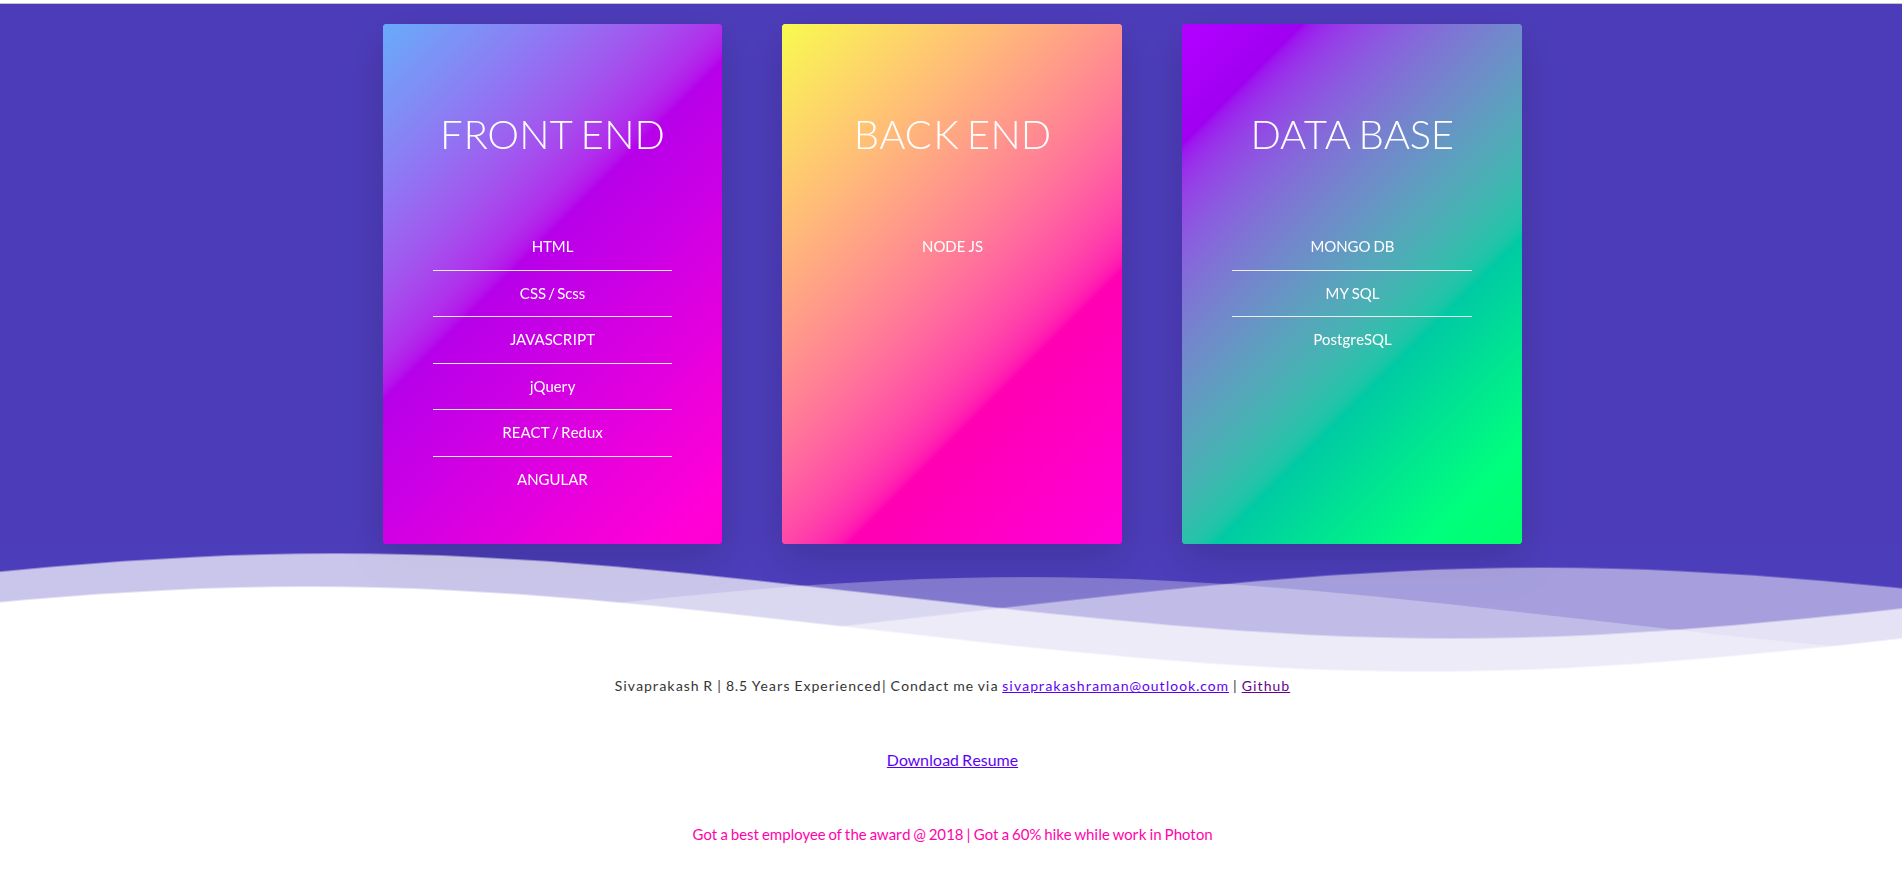 FRONT END
HTML
CSS / Scss
JAVASCRIPT
jQuery
REACT / Redux
ANGULAR
BACK END
NODE JS
DATA BASE
MONGO DB
MY SQL
PostgreSQL
Sivaprakash R | 8.5 Years Experienced| Condact me via sivaprakashraman@outlook.com | Github
Download Resume
Got a best employee of the award @ 2018 | Got a 60% hike while work in Photon